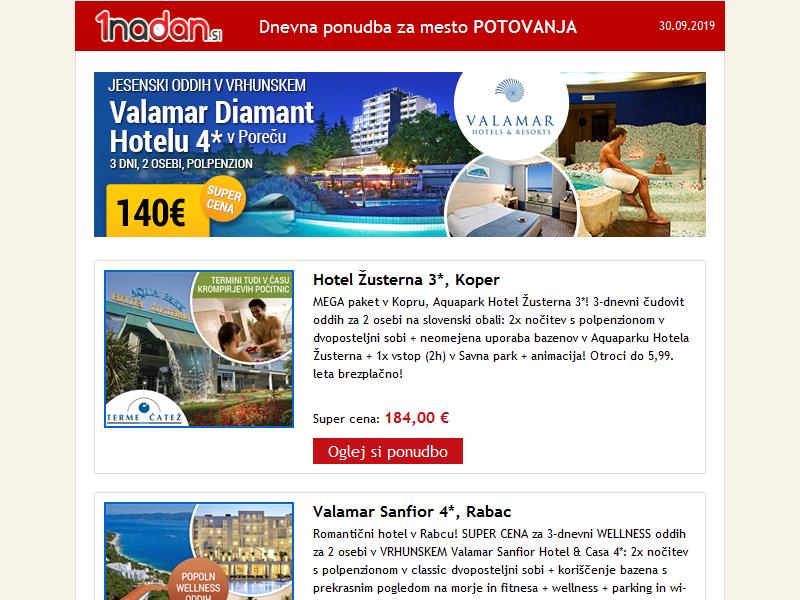 1nadan.si
Dnevna ponudba za mesto POTOVANJA
30.09.2019
JESENSKI ODDIH V VRHUNSKEM
Valamar Diamant
Hotelu 4* v Poreču
3 DNI, 2 OSEBI, POLPENZION
140€
SUPER
CENA
VALAMAR
HOTELS & RESORTS
TERMINI TUDI V ČASU
KROMPIRJEVIH POČITNIC
AQUA PARK
HOTEL ŽUSTERNA
TERME ČATEŽ
Hotel Žusterna 3*, Koper
MEGA paket v Kopru, Aquapark Hotel Žusterna 3*! 3-dnevni čudovit
oddih za 2 osebi na slovenski obali: 2x nočitev s polpenzionom v
dvoposteljni sobi + neomejena uporaba bazenov v Aquaparku Hotela
Žusterna + 1x vstop (2h) v Savna park + animacija! Otroci do 5,99.
leta brezplačno!
Super cena: 184,00 €
Oglej si ponudbo
POPOLN
WELLNESS
ODDIH
Valamar Sanfior 4*, Rabac
Romantični hotel v Rabcu! SUPER CENA za 3-dnevni WELLNESS oddih
za 2 osebi v VRHUNSKEM Valamar Sanfior Hotel & Casa 4*: 2x nočitev
s polpenzionom v classic dvoposteljni sobi + koriščenje bazena s
prekrasnim pogledom na morje in fitnesa + wellness + parking in wi-